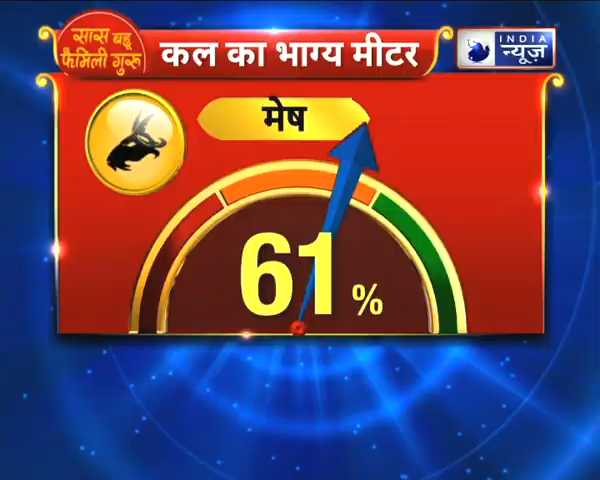 सास बहू
फैमिली गुरू
कल का भाग्य मीटर
INDIA
न्यूज़
मेष
61%